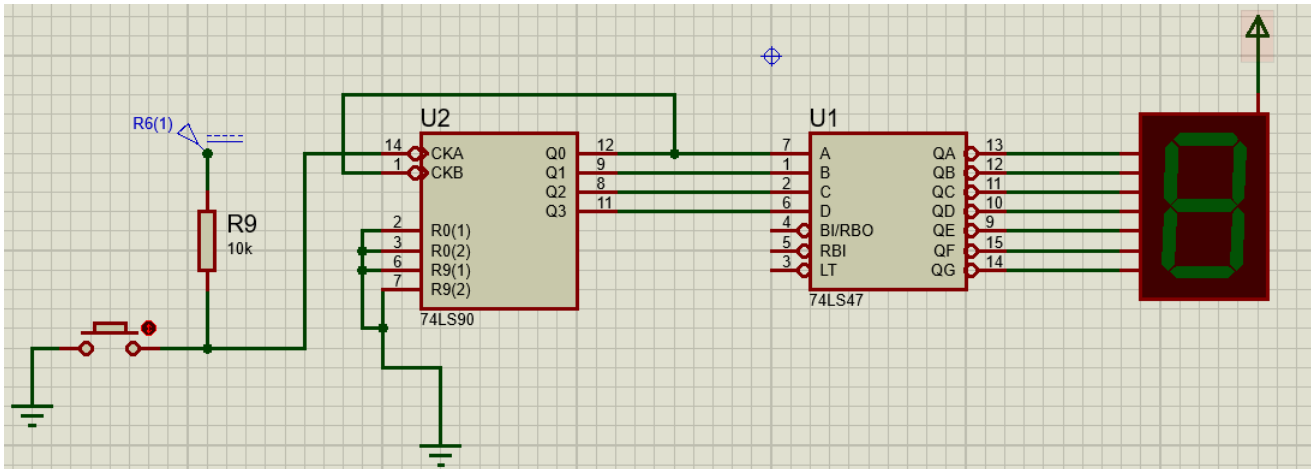 R6(1)
R9
10k
U2
14
CKA
1
CKB
2
R0(1)
3
R0(2)
6
R9(1)
7
R9(2)
Q0
12
Q1
9
Q2
8
Q3
11
74LS90
U1
7
A
1
B
2
C
6
D
4
BI/RBO
5
RBI
3
LT
QA
13
QB
12
QC
11
QD
10
QE
9
QF
15
QG
14
74LS47